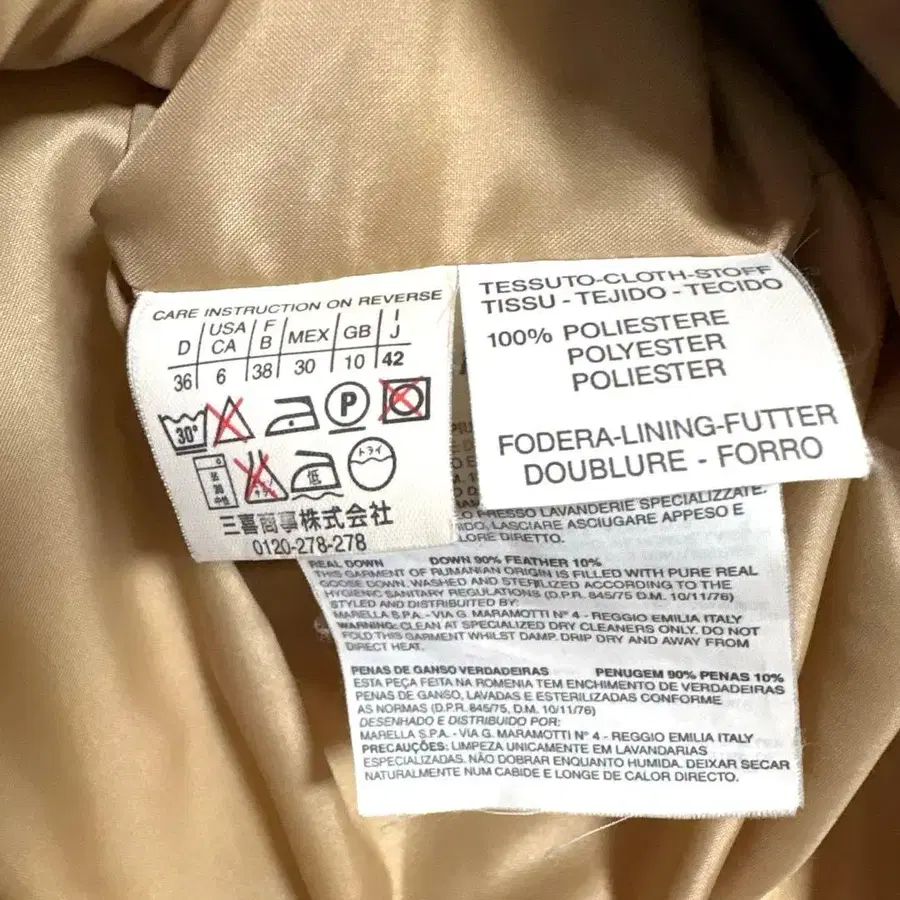 CARE INSTRUCTION ON REVERSE
D USA CA F B MEX GB I J
36 6 38 30 10 42
30° P
低 ドライ
三喜商事株式会社
0120-278-278
TESSUTO-CLOTH-STOFF
TISSU - TEJIDO - TECIDO
100% POLIESTERE
POLYESTER
POLIESTER
FODERA-LINING-FUTTER
DOUBLURE - FORRO
PRESSO LAVANDERIE SPECIALIZZATE.
LASCIARE ASCIUGARE APPESO E
LORE DIRETTO.
REAL DOWN DOWN 90% FEATHER 10%
THIS GARMENT OF RUMANIAN ORIGIN IS FILLED WITH PURE REAL
GOOSE DOWN, WASHED AND STERILIZED ACCORDING TO THE
HYGIENIC SANITARY REGULATIONS (D.P.R. 845/75 D.M. 10/11/76)
STYLED AND DISTRIBUTED BY:
MARELLA S.P.A. - VIA G. MARAMOTTI N° 4 - REGGIO EMILIA ITALY
WARNING: CLEAN AT SPECIALIZED DRY CLEANERS ONLY. DO NOT
FOLD THIS GARMENT WHILST DAMP. DRIP DRY AND AWAY FROM
DIRECT HEAT.
PENAS DE GANSO VERDADEIRAS PENUGEM 90% PENAS 10%
ESTA PEÇA FEITA NA ROMENIA TEM ENCHIMENTO DE VERDADEIRAS
PENAS DE GANSO, LAVADAS E ESTERILIZADAS CONFORME
AS NORMAS (D.P.R. 845/75, D.M. 10/11/76)
DESENHADO E DISTRIBUIDO POR:
MARELLA S.P.A. - VIA G. MARAMOTTI N° 4 - REGGIO EMILIA ITALY
PRECAUÇÕES: LIMPEZA UNICAMENTE EM LAVANDARIAS
ESPECIALIZADAS. NÃO DOBRAR ENQUANTO HUMIDA. DEIXAR SECAR
NATURALMENTE NUM CABIDE E LONGE DE CALOR DIRECTO.